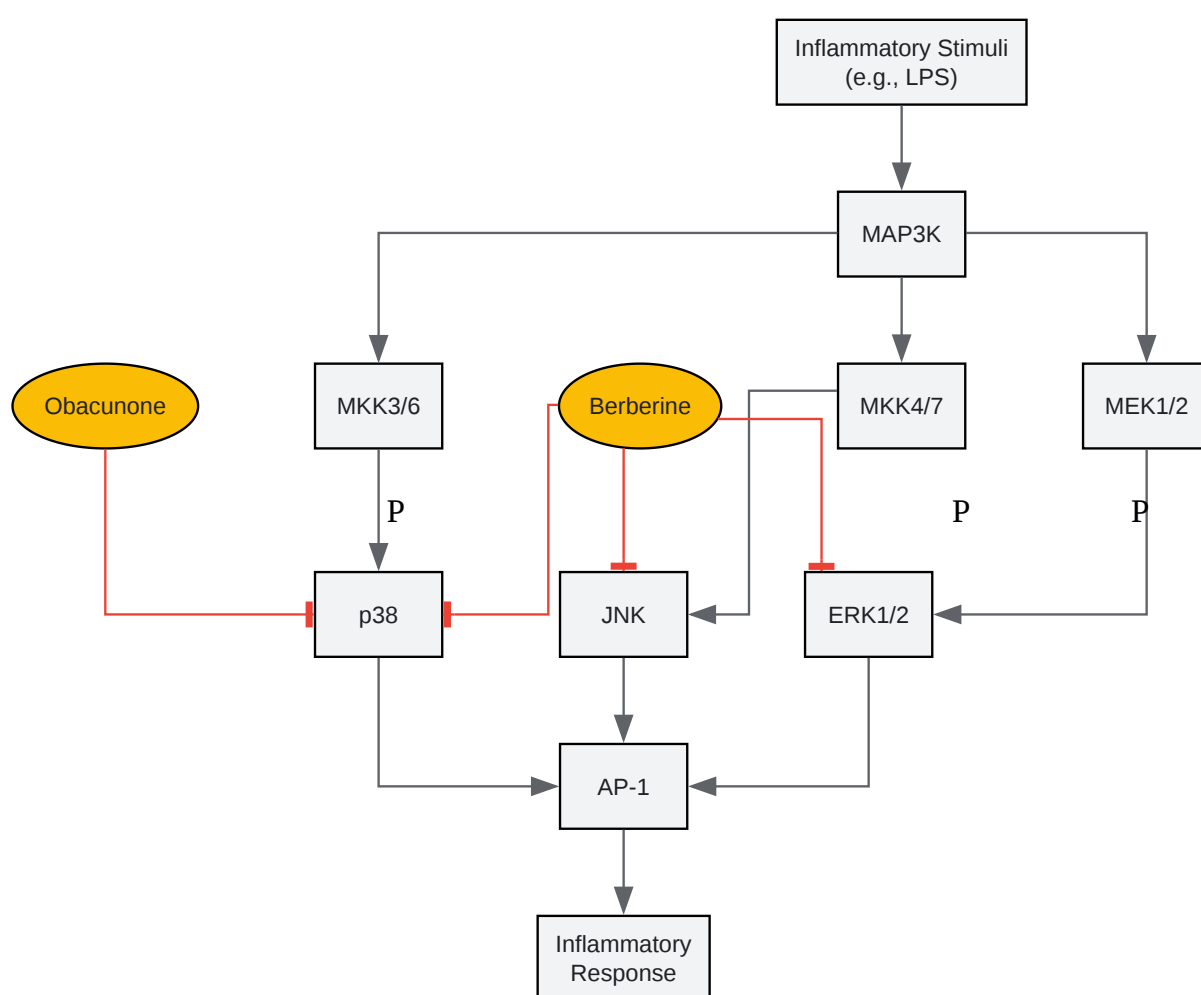 Inflammatory Stimuli
(e.g., LPS)
MAP3K
Obacunone
MKK3/6
Berberine
MKK4/7
MEK1/2
P
P
P
p38
JNK
ERK1/2
AP-1
Inflammatory
Response